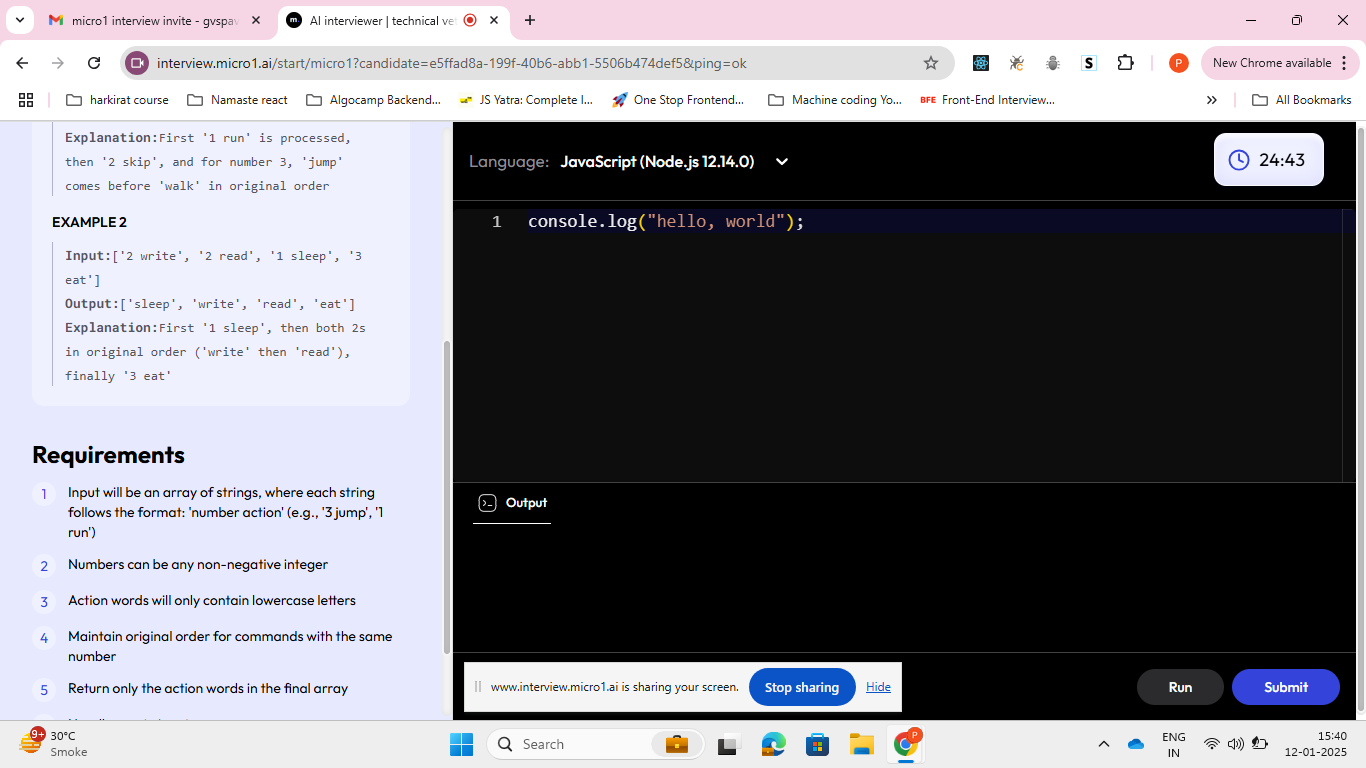 micro1 interview invite - gvspav
AI interviewer | technical vet
interview.micro1.ai/start/micro1?candidate=e5ffad8a-199f-40b6-abb1-5506b474def5&ping=ok
S
P
New Chrome available
harkirat course
Namaste react
Algocamp Backend...
JS Yatra: Complete I...
One Stop Frontend...
Machine coding Yo...
BFE Front-End Interview...
All Bookmarks
Explanation:First '1 run' is processed,
then '2 skip', and for number 3, 'jump'
comes before 'walk' in original order
EXAMPLE 2
Input:['2 write', '2 read', '1 sleep', '3
eat']
Output:['sleep', 'write', 'read', 'eat']
Explanation:First '1 sleep', then both 2s
in original order ('write' then 'read'),
finally '3 eat'
Requirements
1 Input will be an array of strings, where each string
follows the format: 'number action' (e.g., '3 jump', '1
run')
2 Numbers can be any non-negative integer
3 Action words will only contain lowercase letters
4 Maintain original order for commands with the same
number
5 Return only the action words in the final array
Language: JavaScript (Node.js 12.14.0)
24:43
1 console.log("hello, world");
Output
www.interview.micro1.ai is sharing your screen.
Stop sharing
Hide
Run
Submit
9+
30°C
Smoke
Search
P
ENG
IN
15:40
12-01-2025